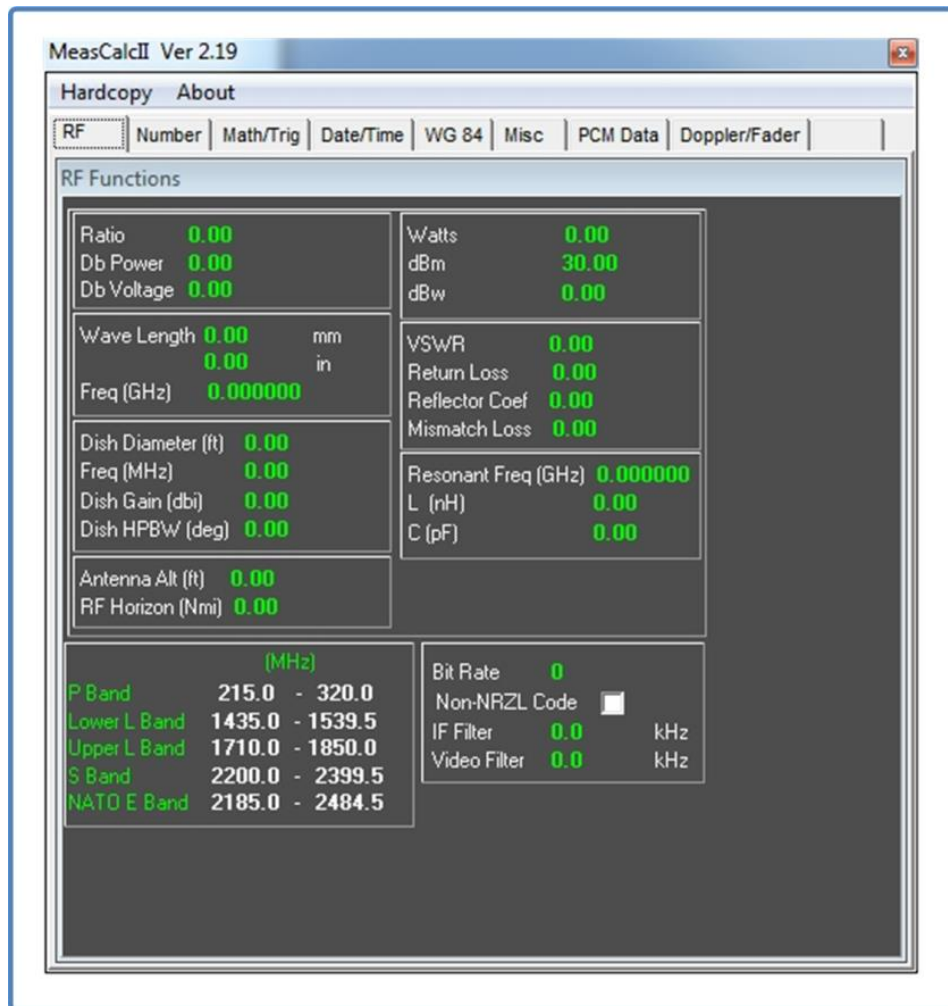 MeasCalcII Ver 2.19
Hardcopy About
RF Number Math/Trig Date/Time WG 84 Misc PCM Data Doppler/Fader
RF Functions
Ratio 0.00
Db Power 0.00
Db Voltage 0.00
Wave Length 0.00 mm
0.00 in
Freq (GHz) 0.000000
Dish Diameter (ft) 0.00
Freq (MHz) 0.00
Dish Gain (dbi) 0.00
Dish HPBW (deg) 0.00
Antenna Alt (ft) 0.00
RF Horizon (Nmi) 0.00
Watts 0.00
dBm 30.00
dBw 0.00
VSWR 0.00
Return Loss 0.00
Reflector Coef 0.00
Mismatch Loss 0.00
Resonant Freq (GHz) 0.000000
L (nH) 0.00
C (pF) 0.00
(MHz)
P Band 215.0 - 320.0
Lower L Band 1435.0 - 1539.5
Upper L Band 1710.0 - 1850.0
S Band 2200.0 - 2399.5
NATO E Band 2185.0 - 2484.5
Bit Rate 0
Non-NRZL Code
IF Filter 0.0 kHz
Video Filter 0.0 kHz